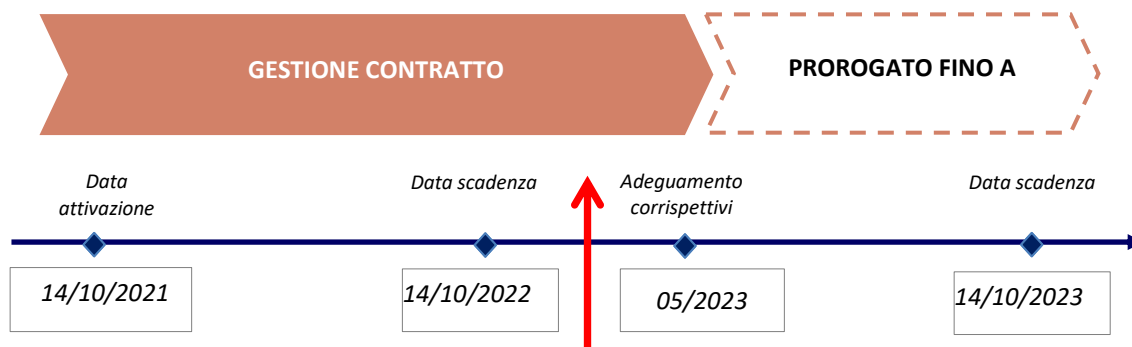 GESTIONE CONTRATTO
PROROGATO FINO A
Data
attivazione
Data scadenza
Adeguamento
corrispettivi
Data scadenza
14/10/2021
14/10/2022
05/2023
14/10/2023